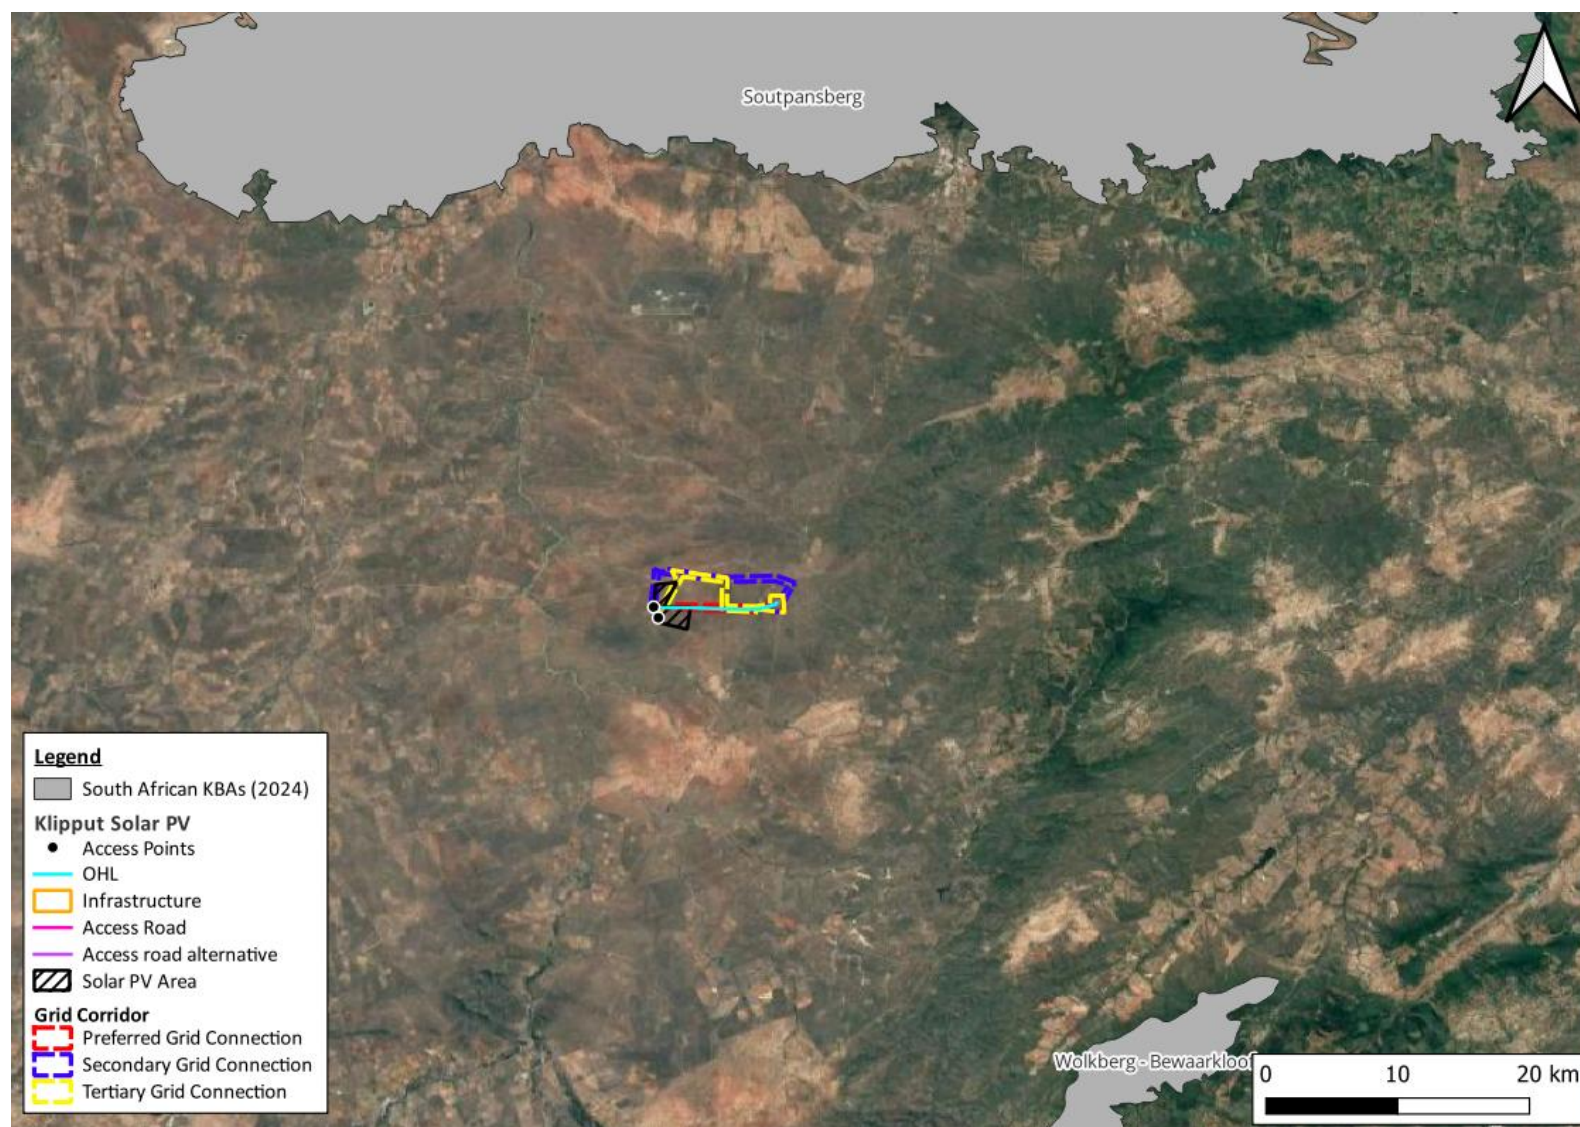 Soutpansberg
Legend
South African KBAs (2024)
Klipput Solar PV
Access Points
OHL
Infrastructure
Access Road
Access road alternative
Solar PV Area
Grid Corridor
Preferred Grid Connection
Secondary Grid Connection
Tertiary Grid Connection
Wolkberg - Bewaarkloof
0 10 20 km